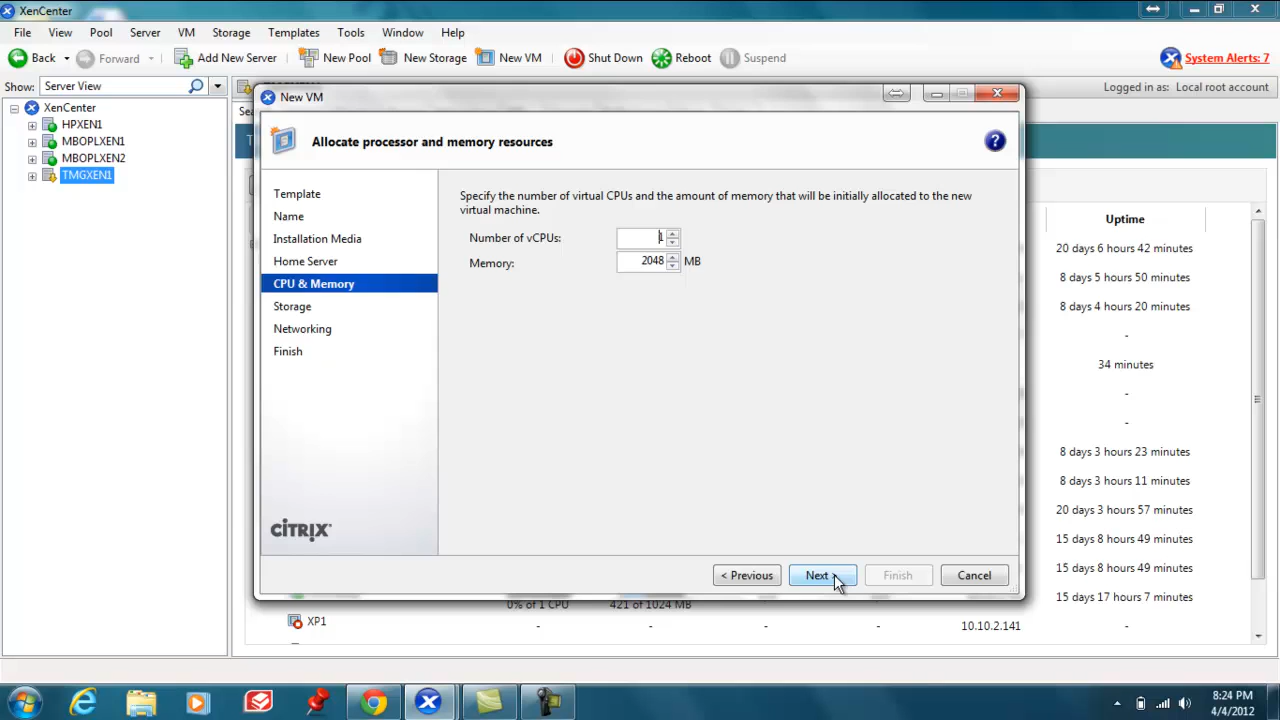 XenCenter
File View Pool Server VM Storage Templates Tools Window Help
Back Forward Add New Server New Pool New Storage New VM Shut Down Reboot Suspend System Alerts: 7
Show: Server View Logged in as: Local root account
XenCenter
HPXEN1
MBOPLXEN1
MBOPLXEN2
TMGXEN1
New VM
Allocate processor and memory resources
?
Template
Name
Installation Media
Home Server
CPU & Memory
Storage
Networking
Finish
CITRIX
Specify the number of virtual CPUs and the amount of memory that will be initially allocated to the new
virtual machine.
Number of vCPUs: 1
Memory: 2048 MB
< Previous Next > Finish Cancel
Uptime
20 days 6 hours 42 minutes
8 days 5 hours 50 minutes
8 days 4 hours 20 minutes
-
34 minutes
-
-
8 days 3 hours 23 minutes
8 days 3 hours 11 minutes
20 days 3 hours 57 minutes
15 days 8 hours 49 minutes
15 days 8 hours 49 minutes
15 days 17 hours 7 minutes
0% of 1 CPU 421 of 1024 MB
XP1 - - - - 10.10.2.141 -
8:24 PM
4/4/2012